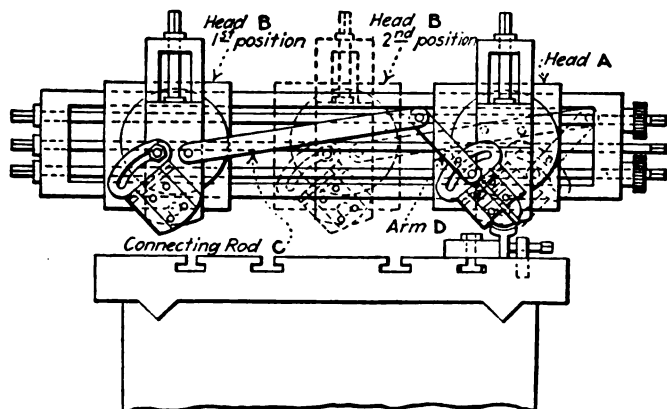 Head B
1st position
Head B
2nd position
Head A
Connecting Rod C
Arm D